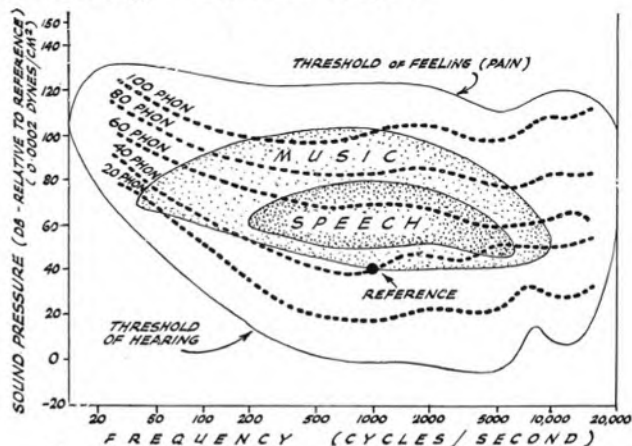 SOUND PRESSURE (DB - RELATIVE TO REFERENCE)
(0·0002 DYNES/CM²)
150
120
100
80
60
40
20
0
-20
THRESHOLD OF FEELING (PAIN)
100 PHON
80 PHON
60 PHON
40 PHON
20 PHON
MUSIC
SPEECH
REFERENCE
THRESHOLD
OF HEARING
20 50 100 200 500 1000 2000 5000 10,000 20,000
FREQUENCY (CYCLES/SECOND)